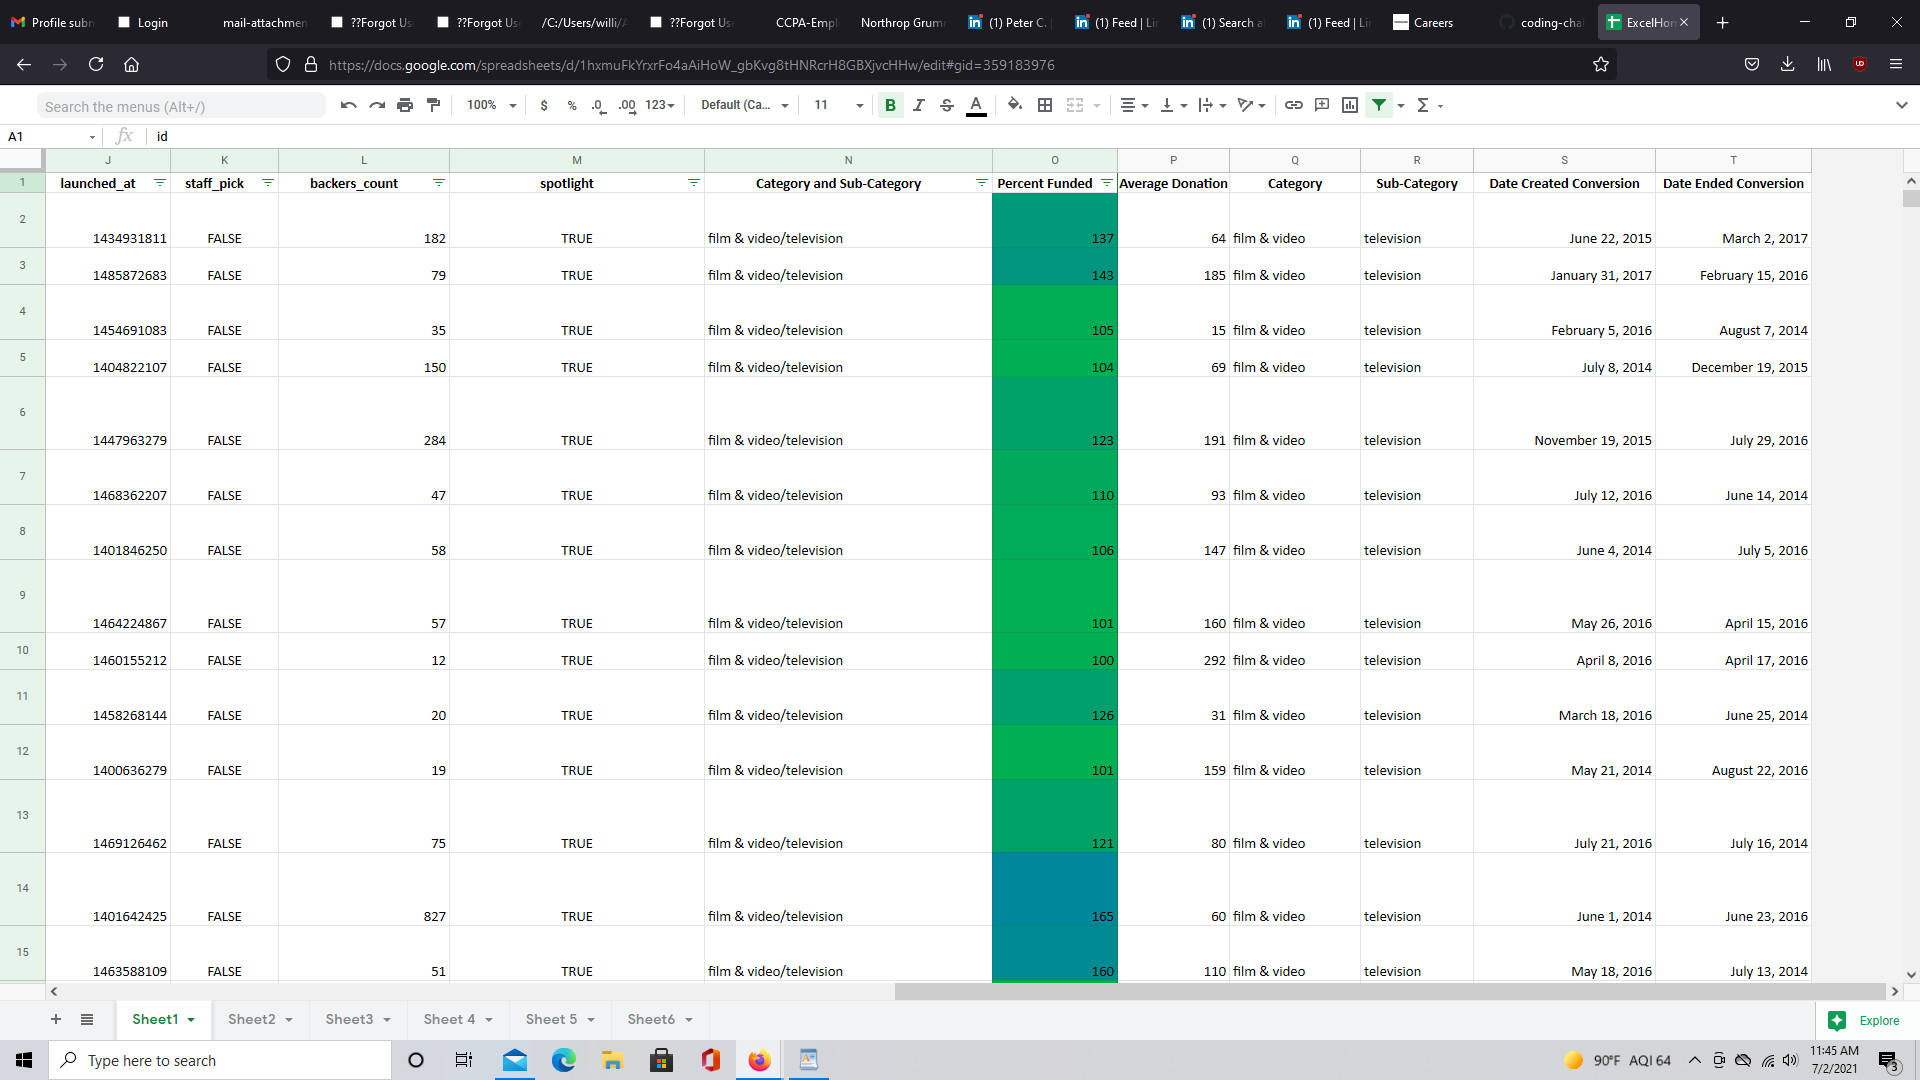 Profile subm Login mail-attachmen ??Forgot Us ??Forgot Us /C:/Users/willi/A ??Forgot Us CCPA-Empl Northrop Grum (1) Peter C. (1) Feed | Lin (1) Search a (1) Feed | Lin Careers coding-chal ExcelHom
https://docs.google.com/spreadsheets/d/1hxmuFkYrxrFo4aAiHoW_gbKvg8tHNRcrH8GBXjvcHHw/edit#gid=359183976
Search the menus (Alt+/) 100% $ % .0 .00 123 Default (Ca... 11 B I S A Σ
A1 fx id
J K L M N O P Q R S T
1 launched_at staff_pick backers_count spotlight Category and Sub-Category Percent Funded Average Donation Category Sub-Category Date Created Conversion Date Ended Conversion
2 1434931811 FALSE 182 TRUE film & video/television 137 64 film & video television June 22, 2015 March 2, 2017
3 1485872683 FALSE 79 TRUE film & video/television 143 185 film & video television January 31, 2017 February 15, 2016
4 1454691083 FALSE 35 TRUE film & video/television 105 15 film & video television February 5, 2016 August 7, 2014
5 1404822107 FALSE 150 TRUE film & video/television 104 69 film & video television July 8, 2014 December 19, 2015
6 1447963279 FALSE 284 TRUE film & video/television 123 191 film & video television November 19, 2015 July 29, 2016
7 1468362207 FALSE 47 TRUE film & video/television 110 93 film & video television July 12, 2016 June 14, 2014
8 1401846250 FALSE 58 TRUE film & video/television 106 147 film & video television June 4, 2014 July 5, 2016
9 1464224867 FALSE 57 TRUE film & video/television 101 160 film & video television May 26, 2016 April 15, 2016
10 1460155212 FALSE 12 TRUE film & video/television 100 292 film & video television April 8, 2016 April 17, 2016
11 1458268144 FALSE 20 TRUE film & video/television 126 31 film & video television March 18, 2016 June 25, 2014
12 1400636279 FALSE 19 TRUE film & video/television 101 159 film & video television May 21, 2014 August 22, 2016
13 1469126462 FALSE 75 TRUE film & video/television 121 80 film & video television July 21, 2016 July 16, 2014
14 1401642425 FALSE 827 TRUE film & video/television 165 60 film & video television June 1, 2014 June 23, 2016
15 1463588109 FALSE 51 TRUE film & video/television 160 110 film & video television May 18, 2016 July 13, 2014
Sheet1 Sheet2 Sheet3 Sheet 4 Sheet 5 Sheet6 Explore
Type here to search 90°F AQI 64 11:45 AM
7/2/2021 3